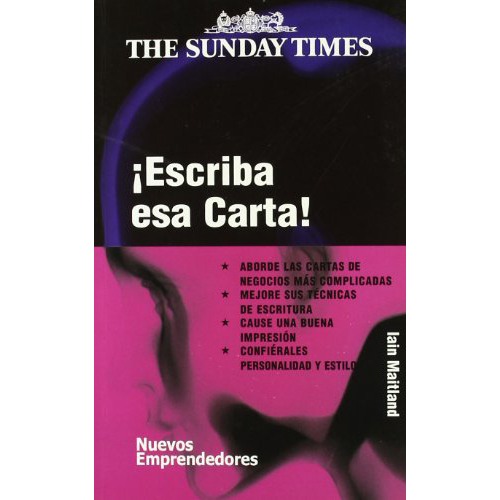 THE SUNDAY TIMES
¡Escriba
esa Carta!
★ ABORDE LAS CARTAS DE
NEGOCIOS MÁS COMPLICADAS
★ MEJORE SUS TÉCNICAS
DE ESCRITURA
★ CAUSE UNA BUENA
IMPRESIÓN
★ CONFIÉRALES
PERSONALIDAD Y ESTILO
Iain Maitland
Nuevos
Emprendedores